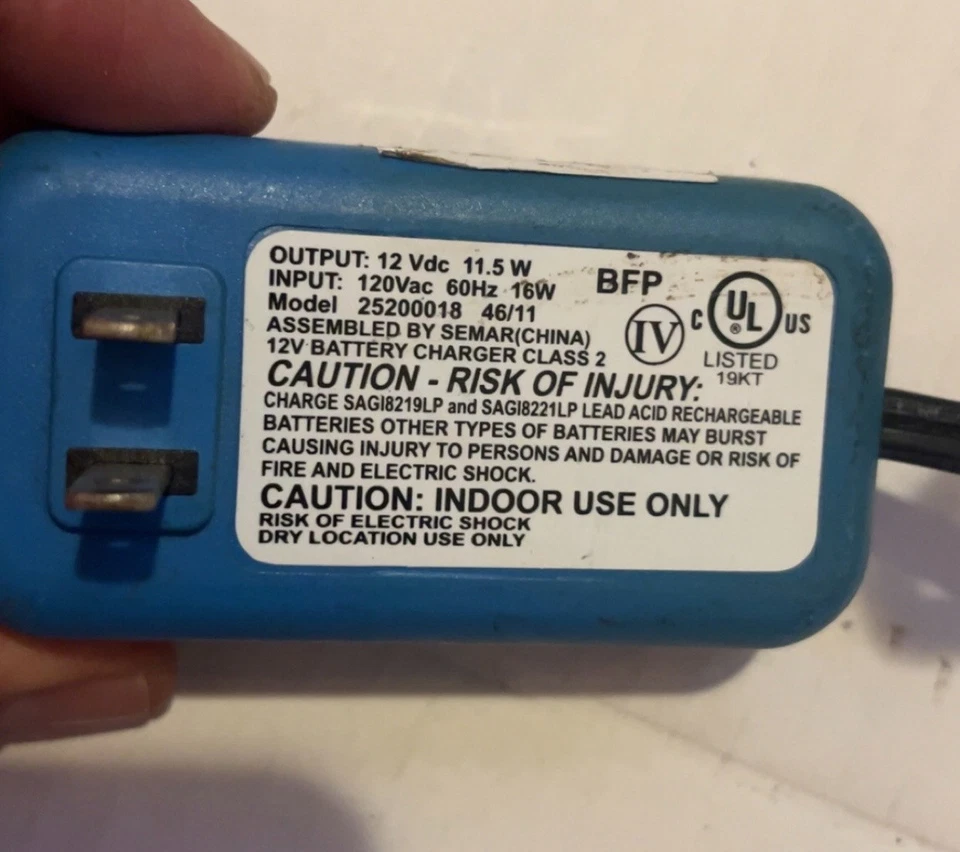 OUTPUT: 12 Vdc 11.5 W
INPUT: 120Vac 60Hz 16W
BFP
Model 25200018 46/11
IV
C UL ® US
ASSEMBLED BY SEMAR(CHINA)
12V BATTERY CHARGER CLASS 2
LISTED
19KT
CAUTION - RISK OF INJURY:
CHARGE SAGI8219LP and SAGI8221LP LEAD ACID RECHARGEABLE
BATTERIES OTHER TYPES OF BATTERIES MAY BURST
CAUSING INJURY TO PERSONS AND DAMAGE OR RISK OF
FIRE AND ELECTRIC SHOCK.
CAUTION: INDOOR USE ONLY
RISK OF ELECTRIC SHOCK
DRY LOCATION USE ONLY